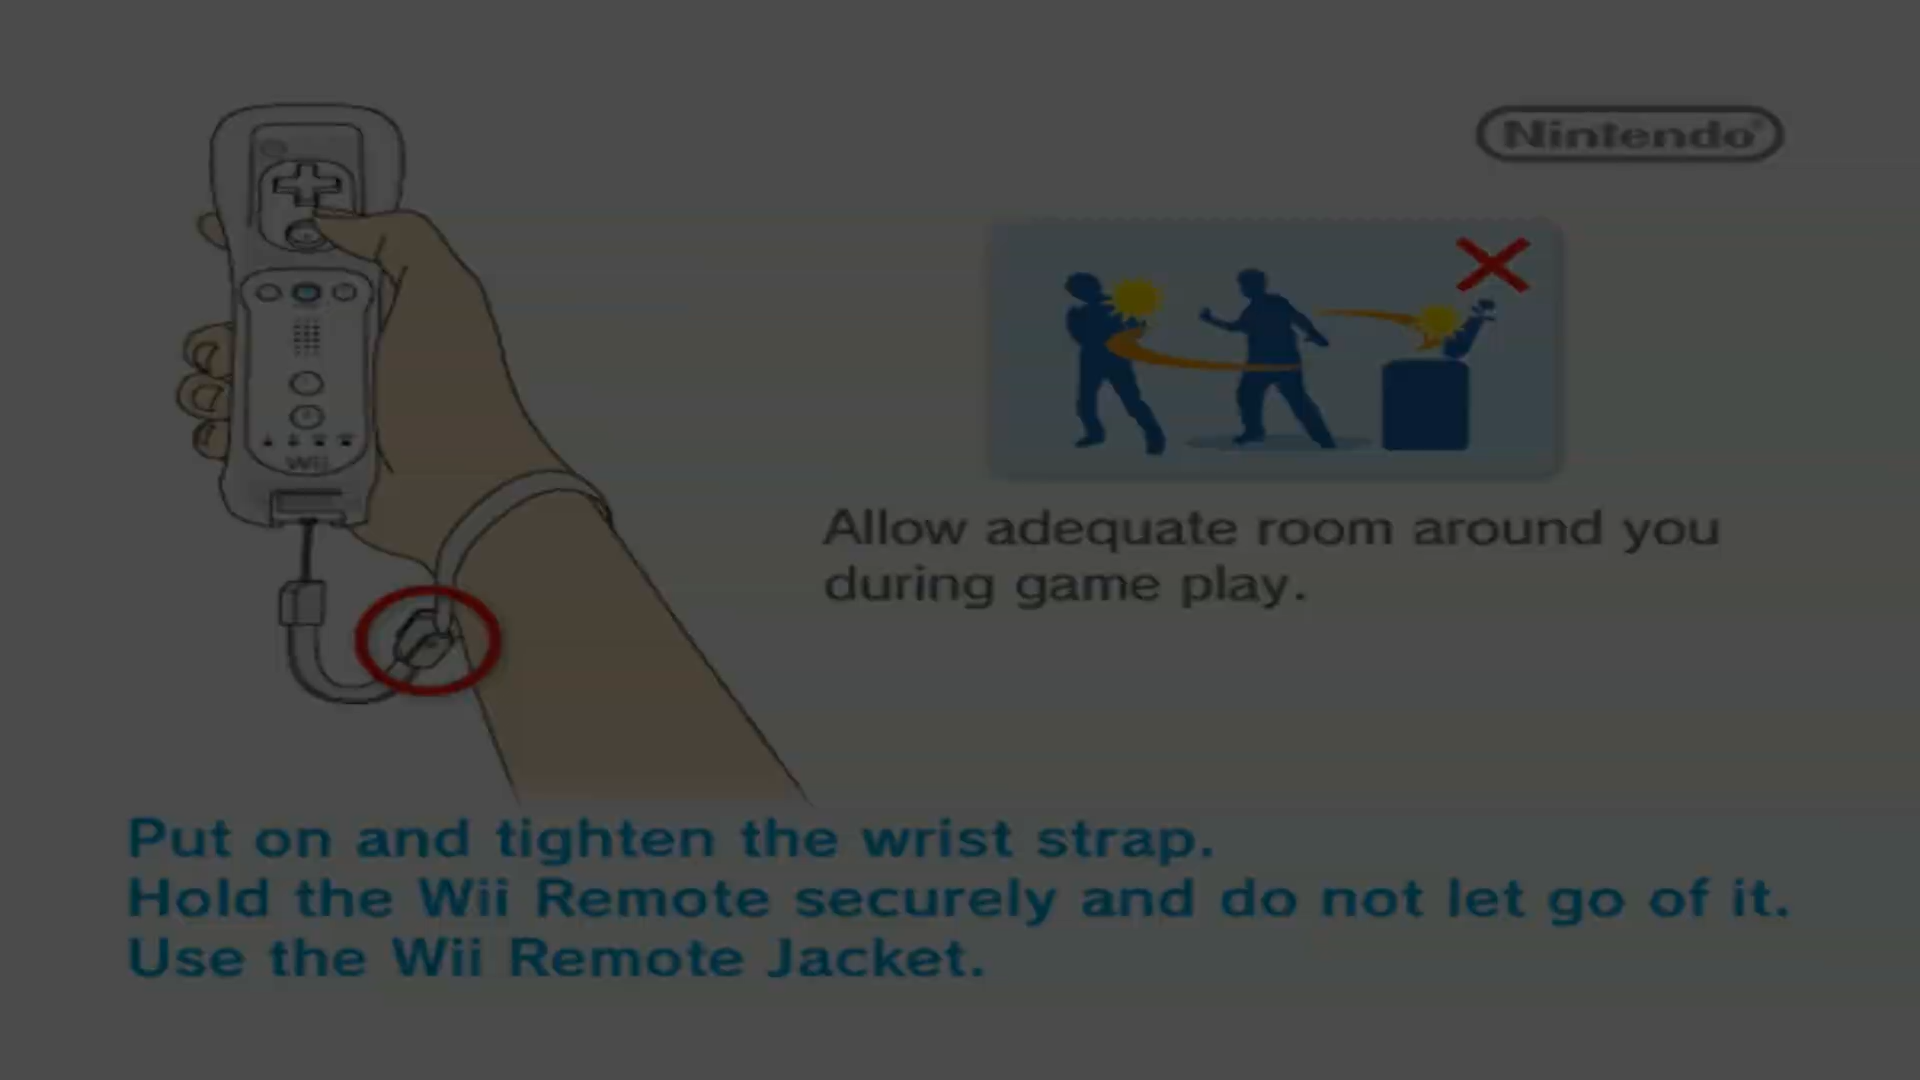 Nintendo
Wii
Allow adequate room around you
during game play.
Put on and tighten the wrist strap.
Hold the Wii Remote securely and do not let go of it.
Use the Wii Remote Jacket.